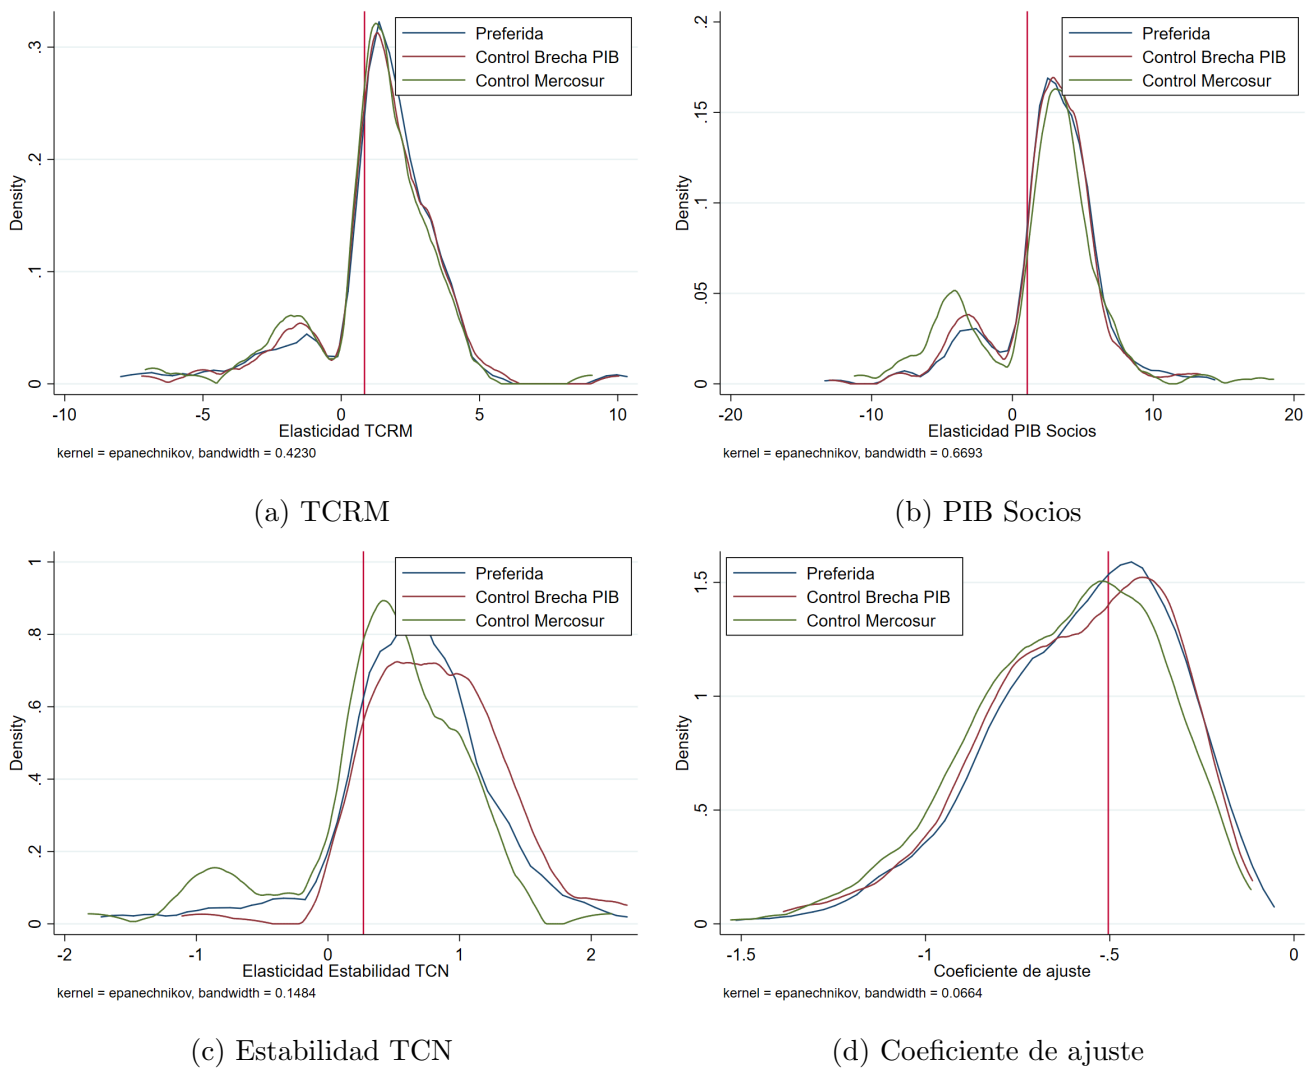 Preferida
Control Brecha PIB
Control Mercosur
Density
0
.1
.2
.3
-10
-5
0
5
10
Elasticidad TCRM
kernel = epanechnikov, bandwidth = 0.4230
(a) TCRM
Preferida
Control Brecha PIB
Control Mercosur
Density
0
.05
.1
.15
.2
-20
-10
0
10
20
Elasticidad PIB Socios
kernel = epanechnikov, bandwidth = 0.6693
(b) PIB Socios
Preferida
Control Brecha PIB
Control Mercosur
Density
0
.2
.4
.6
.8
1
-2
-1
0
1
2
Elasticidad Estabilidad TCN
kernel = epanechnikov, bandwidth = 0.1484
(c) Estabilidad TCN
Preferida
Control Brecha PIB
Control Mercosur
Density
0
.5
1
1.5
-1.5
-1
-.5
0
Coeficiente de ajuste
kernel = epanechnikov, bandwidth = 0.0664
(d) Coeficiente de ajuste